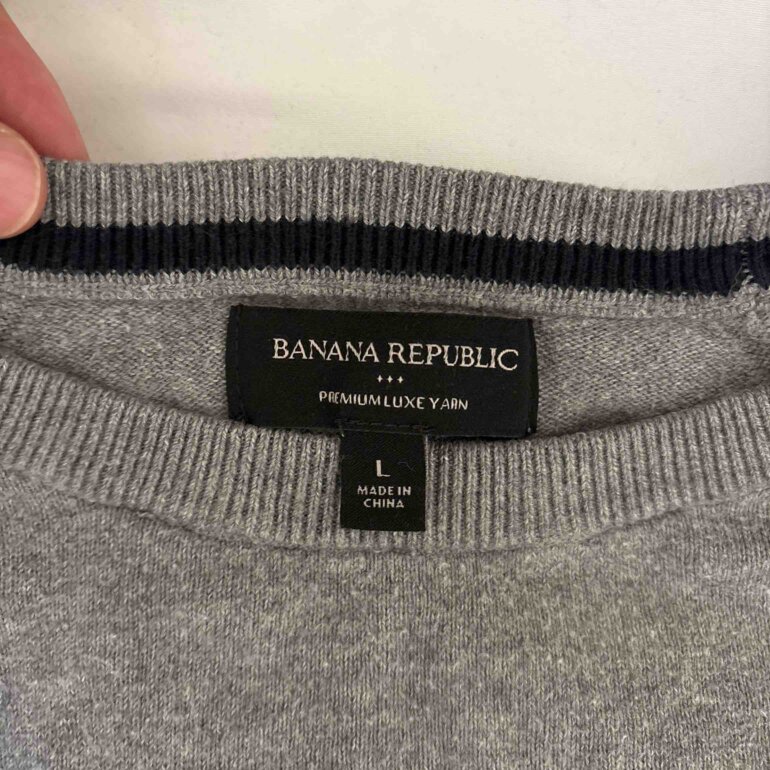 BANANA REPUBLIC
PREMIUM LUXE YARN
L
MADE IN
CHINA